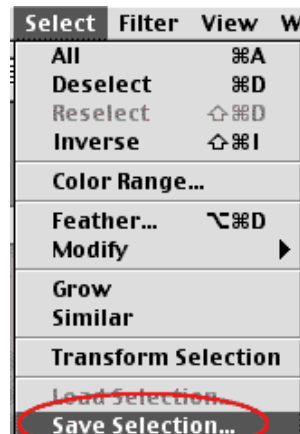 Select Filter View W
All ⌘A
Deselect ⌘D
Reselect ⇧⌘D
Inverse ⇧⌘I
Color Range...
Feather... ⌥⌘D
Modify ▶
Grow
Similar
Transform Selection
Load Selection...
Save Selection...